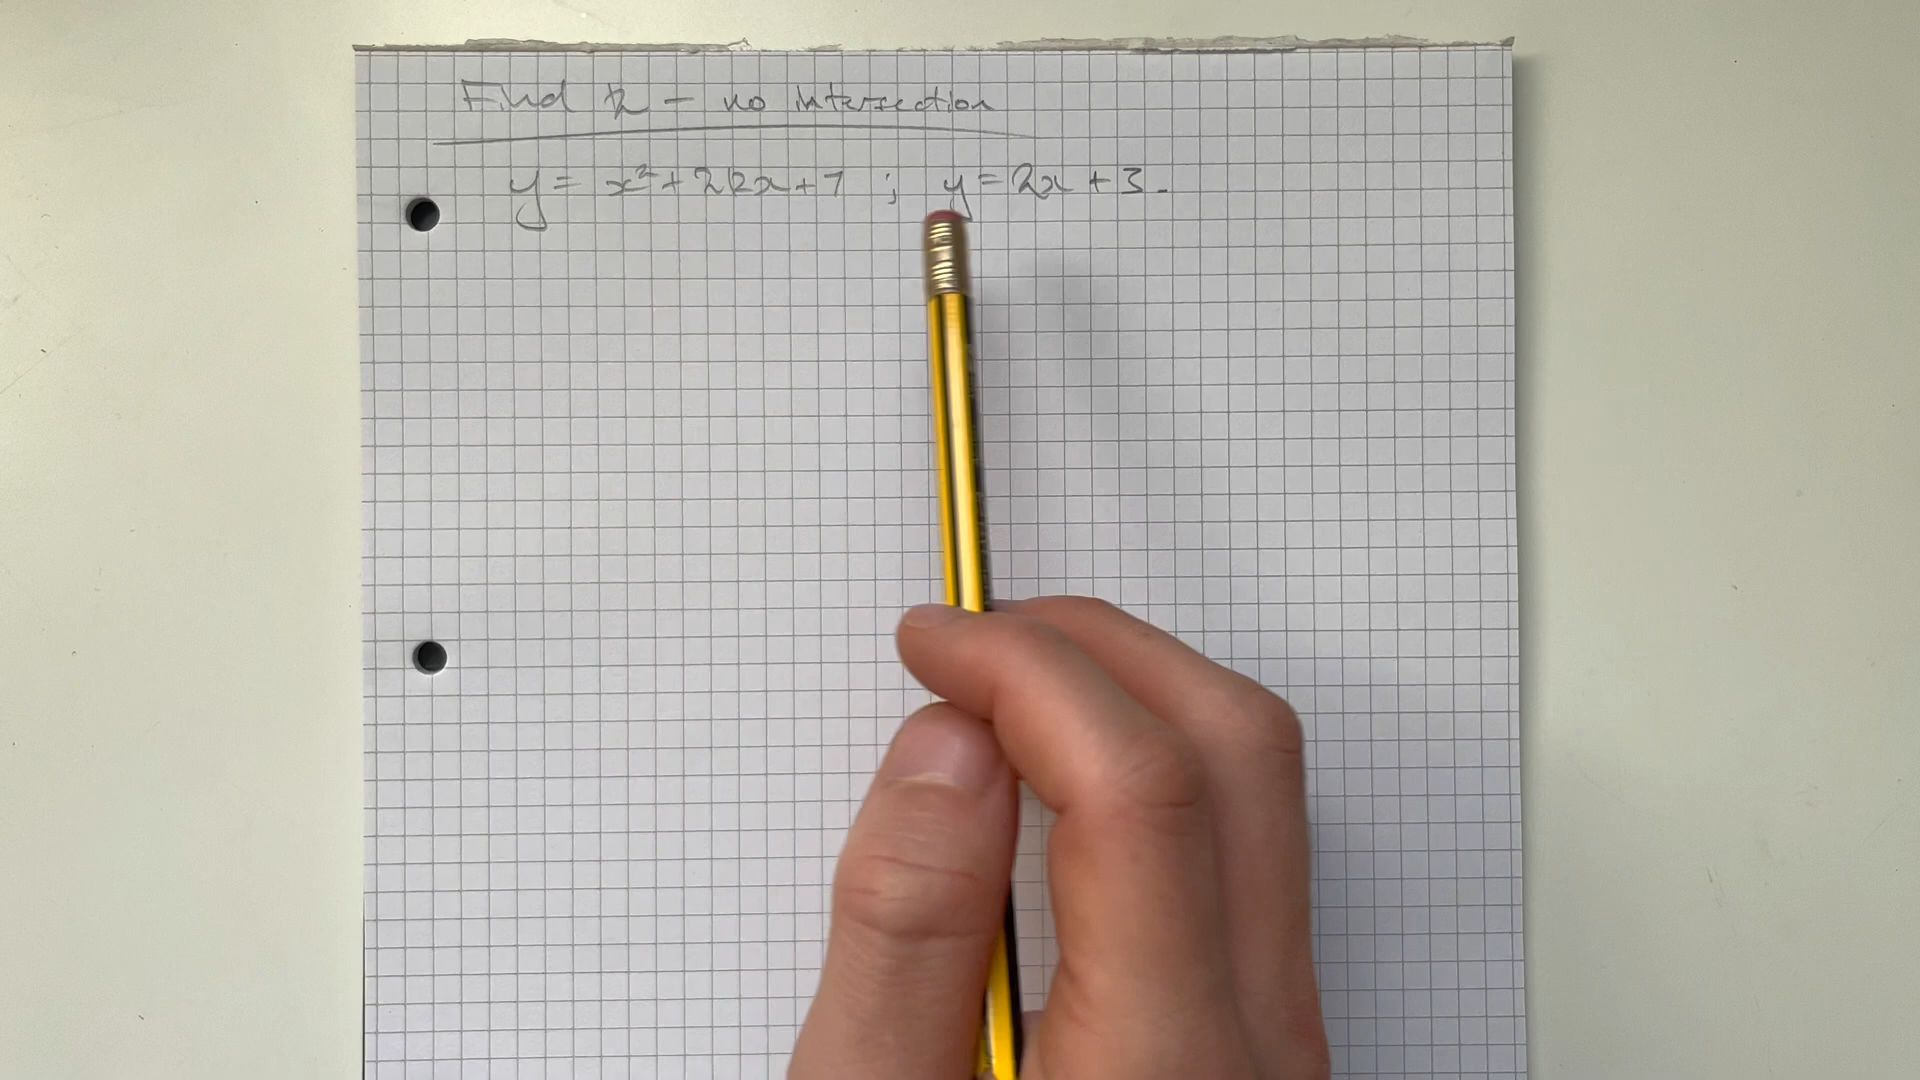 Find k - no intersection
y = x²+2kx+7 ; y=2x+3.